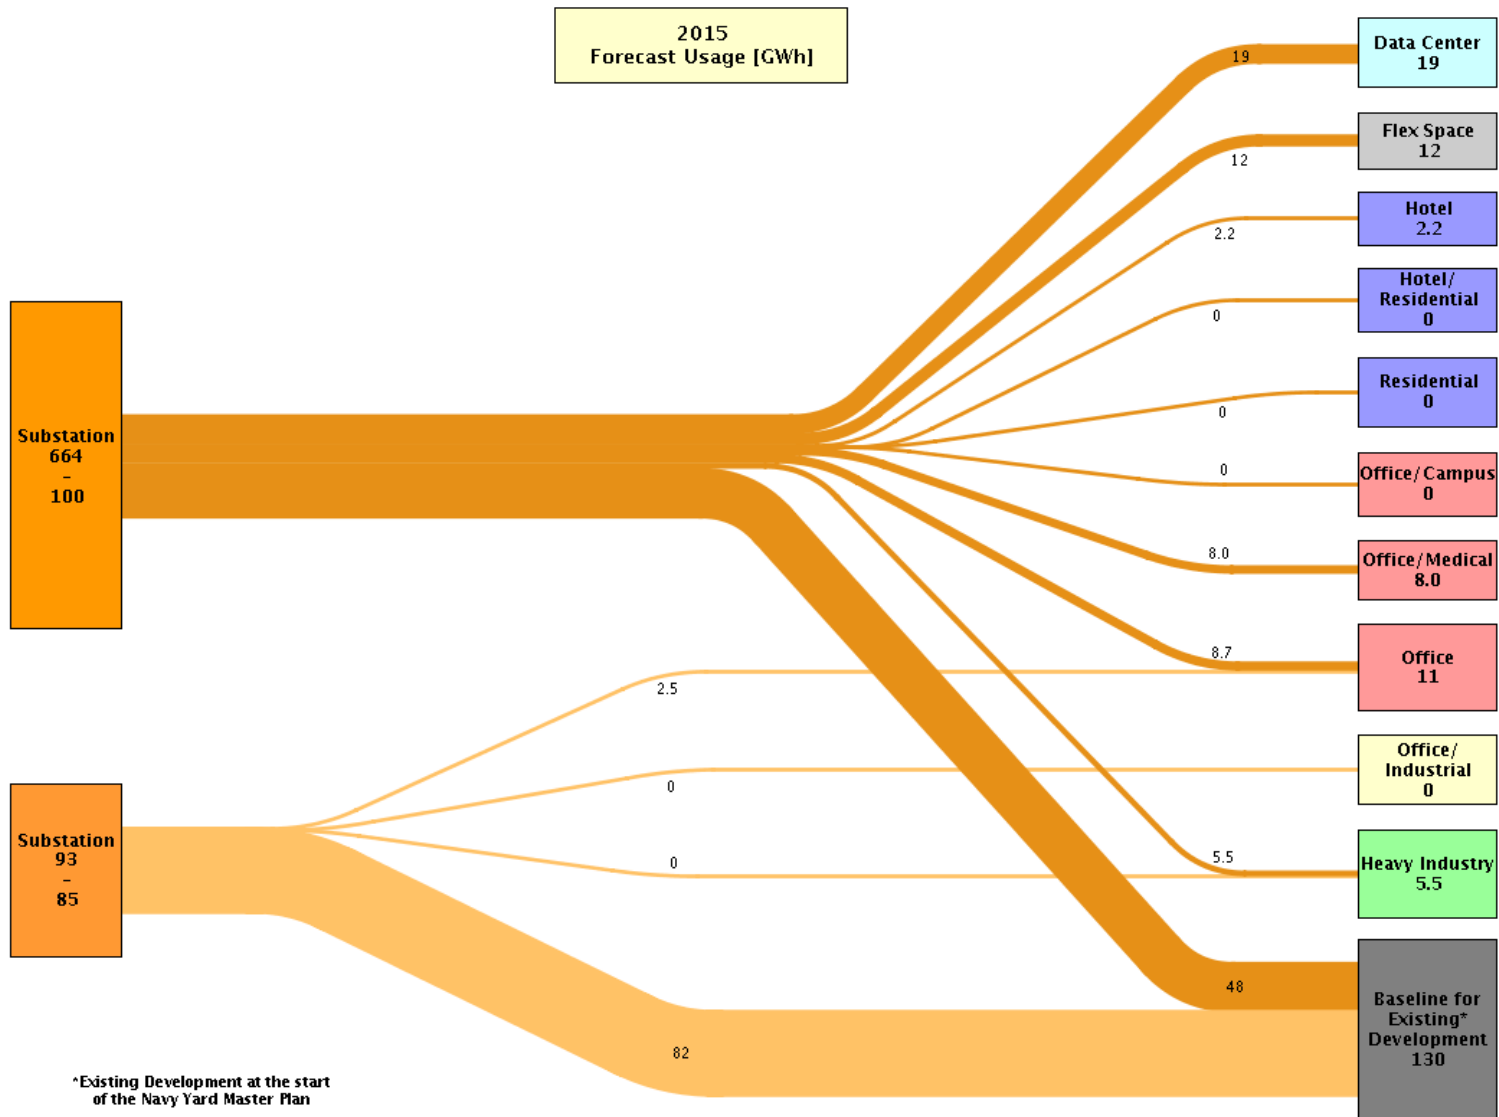 2015
Forecast Usage [GWh]
19
Data Center
19
12
Flex Space
12
2.2
Hotel
2.2
0
Hotel/
Residential
0
0
Residential
0
0
Office/Campus
0
8.0
Office/Medical
8.0
8.7
2.5
Office
11
0
Office/
Industrial
0
0
5.5
Heavy Industry
5.5
48
82
Baseline for
Existing*
Development
130
Substation
664
-
100
Substation
93
-
85
*Existing Development at the start
of the Navy Yard Master Plan